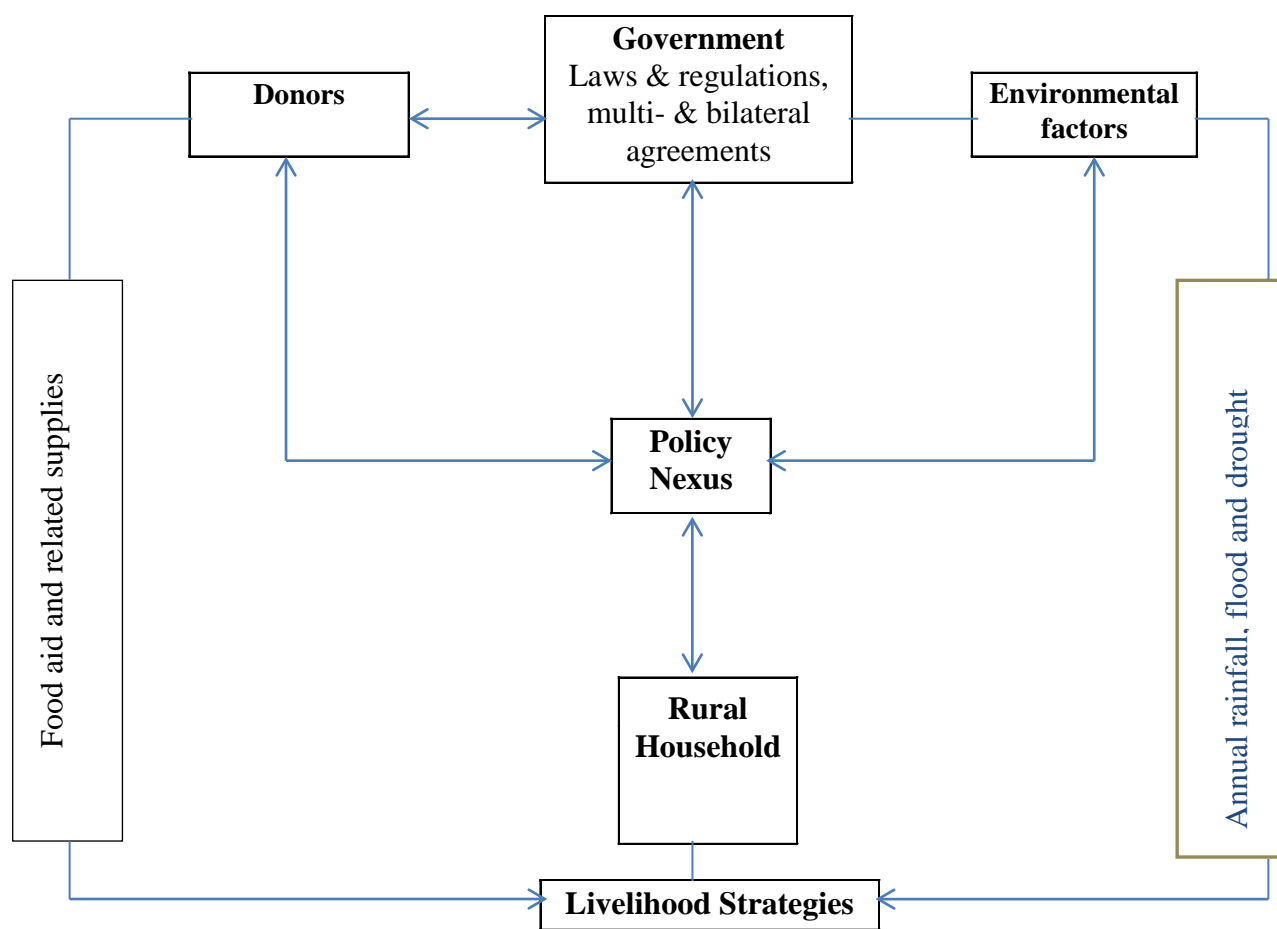 Government
Laws & regulations,
multi- & bilateral
agreements
Donors
Environmental
factors
Food aid and related supplies
Policy
Nexus
Annual rainfall, flood and drought
Rural
Household
Livelihood Strategies